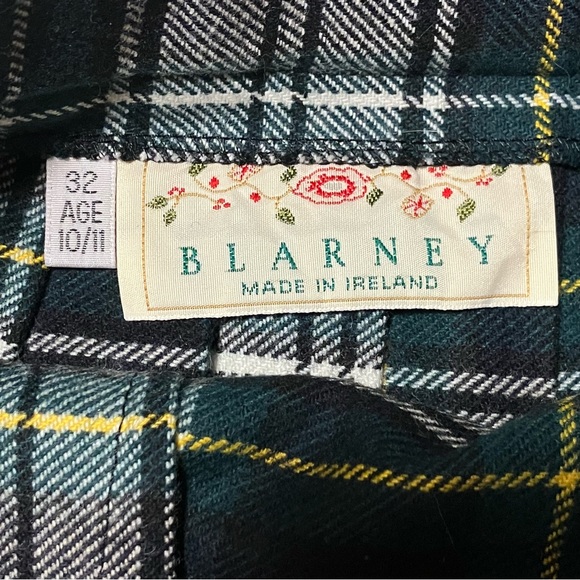 32
AGE
10/11
BLARNEY
MADE IN IRELAND